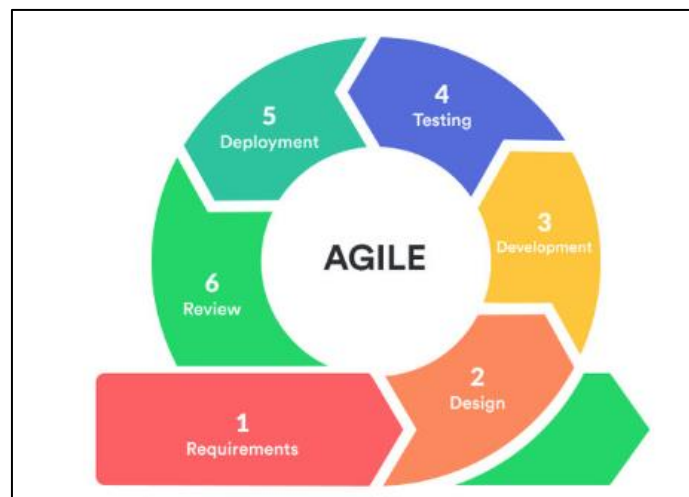 AGILE
1
Requirements
2
Design
3
Development
4
Testing
5
Deployment
6
Review